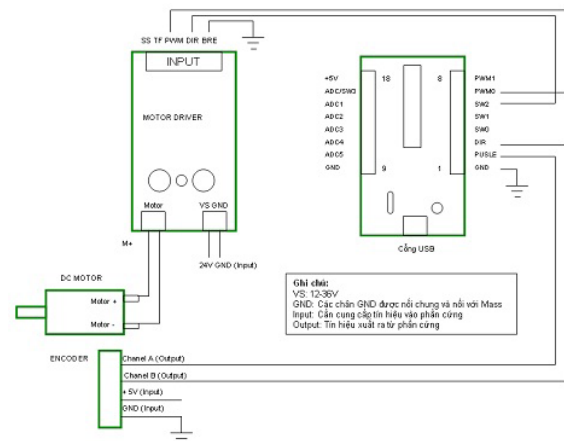 SS TF PWM DIR BRE
INPUT
MOTOR DRIVER
Motor
VS GND
M+
24V GND (Input)
DC MOTOR
Motor +
Motor -
ENCODER
Chanel A (Output)
Chanel B (Output)
+ 5V (Input)
GND (Input)
+5V
ADC/SW3
ADC1
ADC2
ADC3
ADC4
ADC5
GND
18
8
9
1
PWM1
PWM0
SW2
SW1
SW0
DIR
PUSLE
GND
Cổng USB
Ghi chú:
VS: 12-36V
GND: Các chân GND được nối chung và nối với Mass
Input: Cần cung cấp tín hiệu vào phần cứng
Output: Tín hiệu xuất ra từ phần cứng